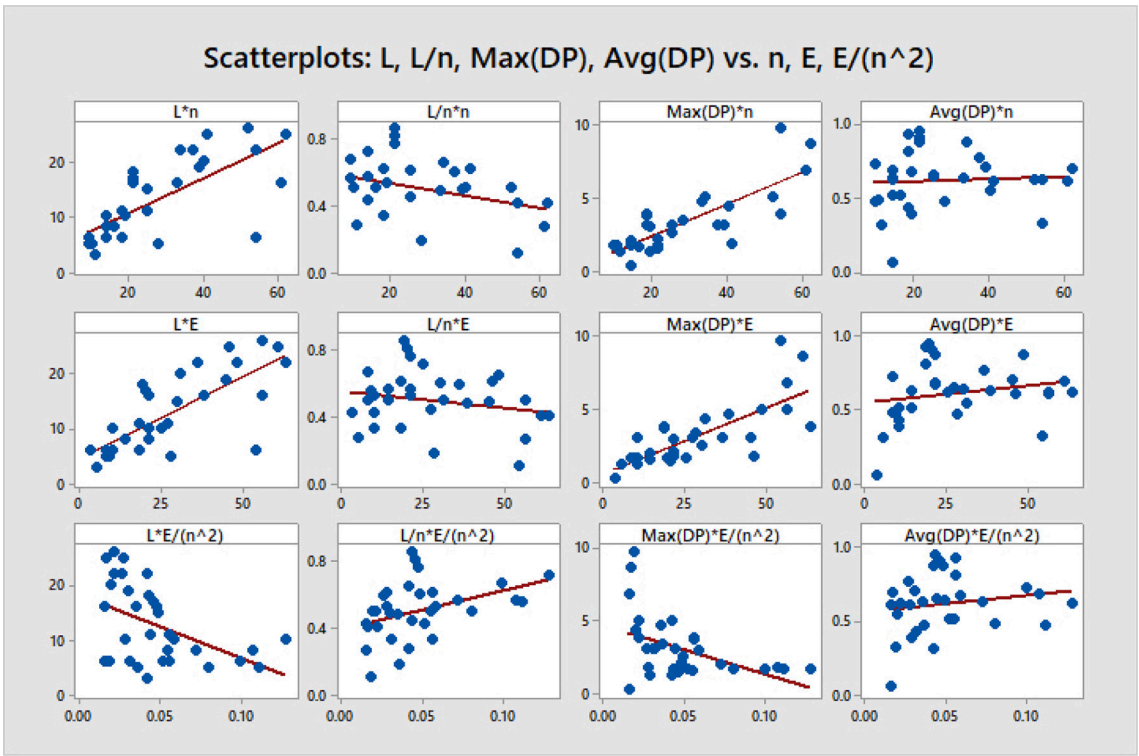 Scatterplots: L, L/n, Max(DP), Avg(DP) vs. n, E, E/(n^2)
L*n L/n*n Max(DP)*n Avg(DP)*n
20 10 0
0.8 0.4 0.0
10 5 0
1.0 0.5 0.0
20 40 60 20 40 60 20 40 60 20 40 60
L*E L/n*E Max(DP)*E Avg(DP)*E
20 10 0
0.8 0.4 0.0
10 5 0
1.0 0.5 0.0
0 25 50 0 25 50 0 25 50 0 25 50
L*E/(n^2) L/n*E/(n^2) Max(DP)*E/(n^2) Avg(DP)*E/(n^2)
20 10 0
0.8 0.4 0.0
10 5 0
1.0 0.5 0.0
0.00 0.05 0.10 0.00 0.05 0.10 0.00 0.05 0.10 0.00 0.05 0.10